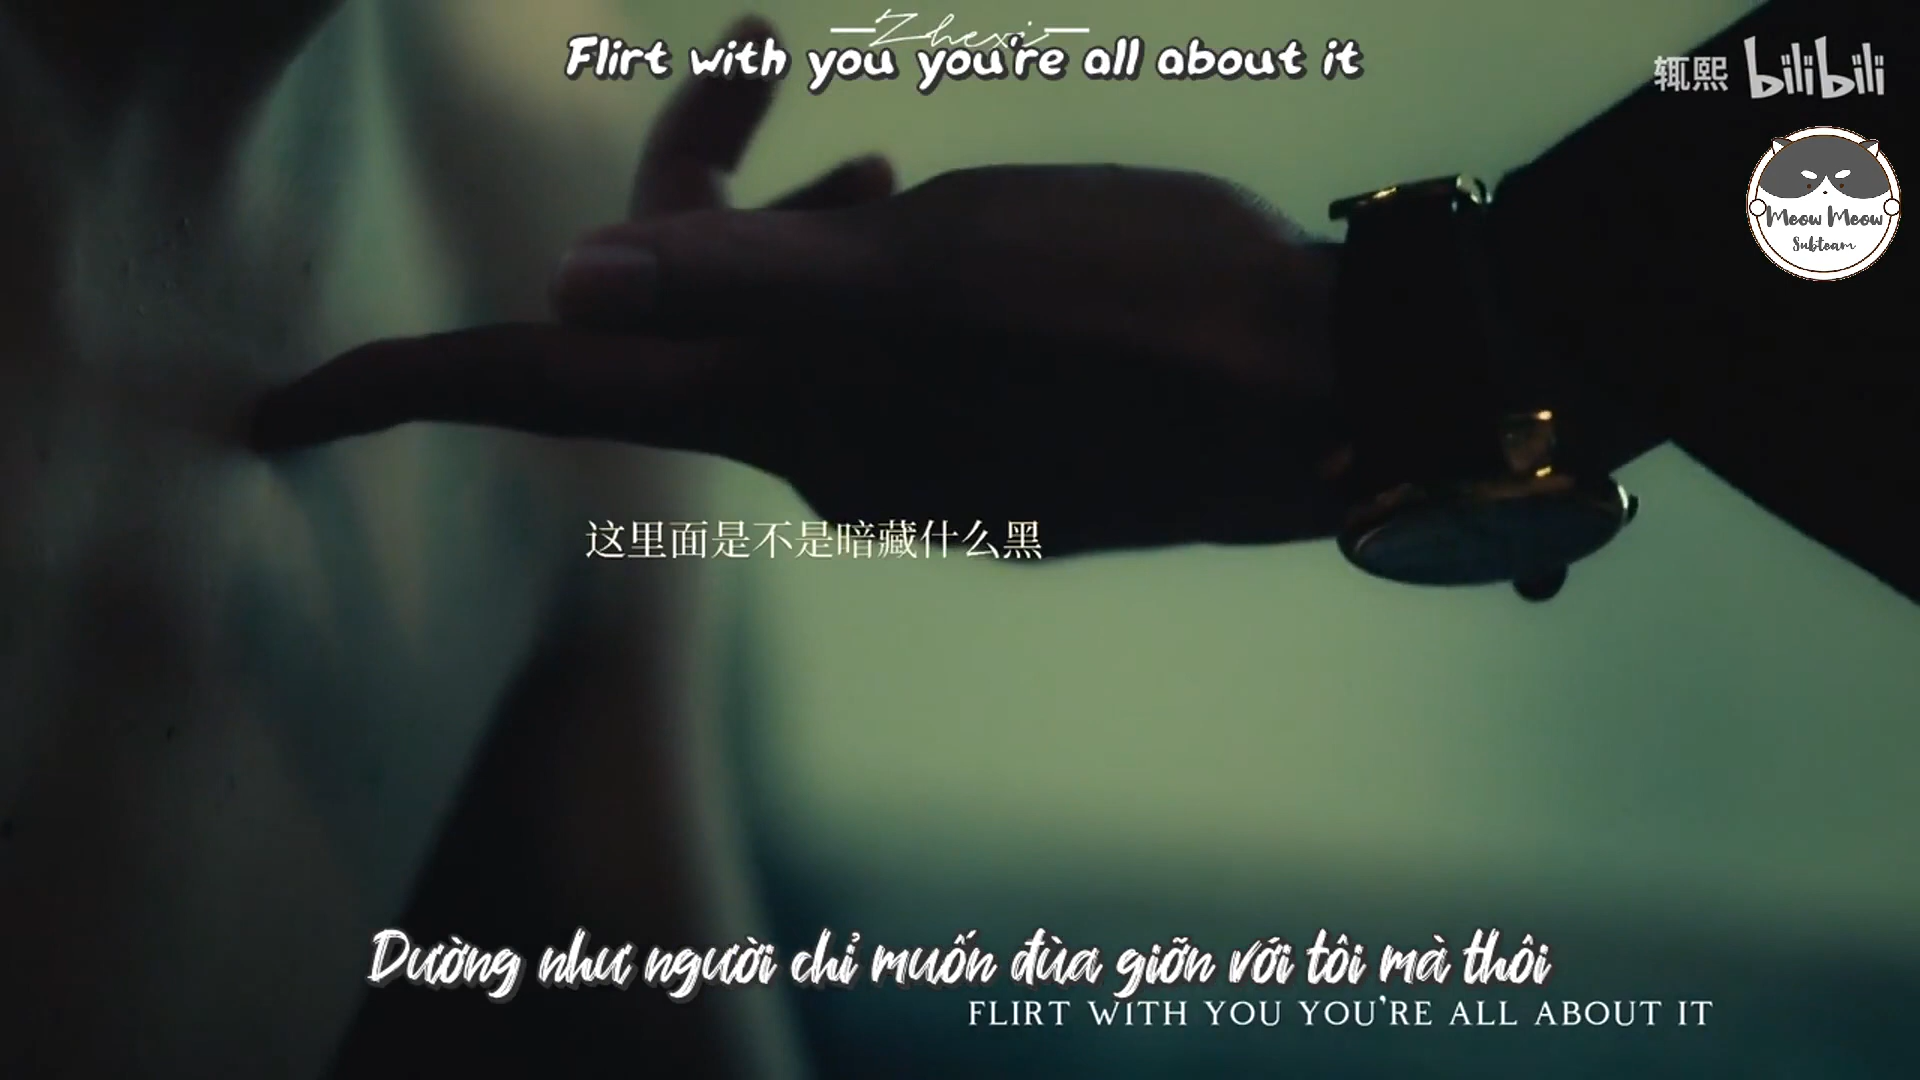 Zhexi
Flirt with you you're all about it
辄熙 bilibili
Meow Meow
Subteam
这里面是不是暗藏什么黑
Dường như người chỉ muốn đùa giỡn với tôi mà thôi
FLIRT WITH YOU YOU'RE ALL ABOUT IT